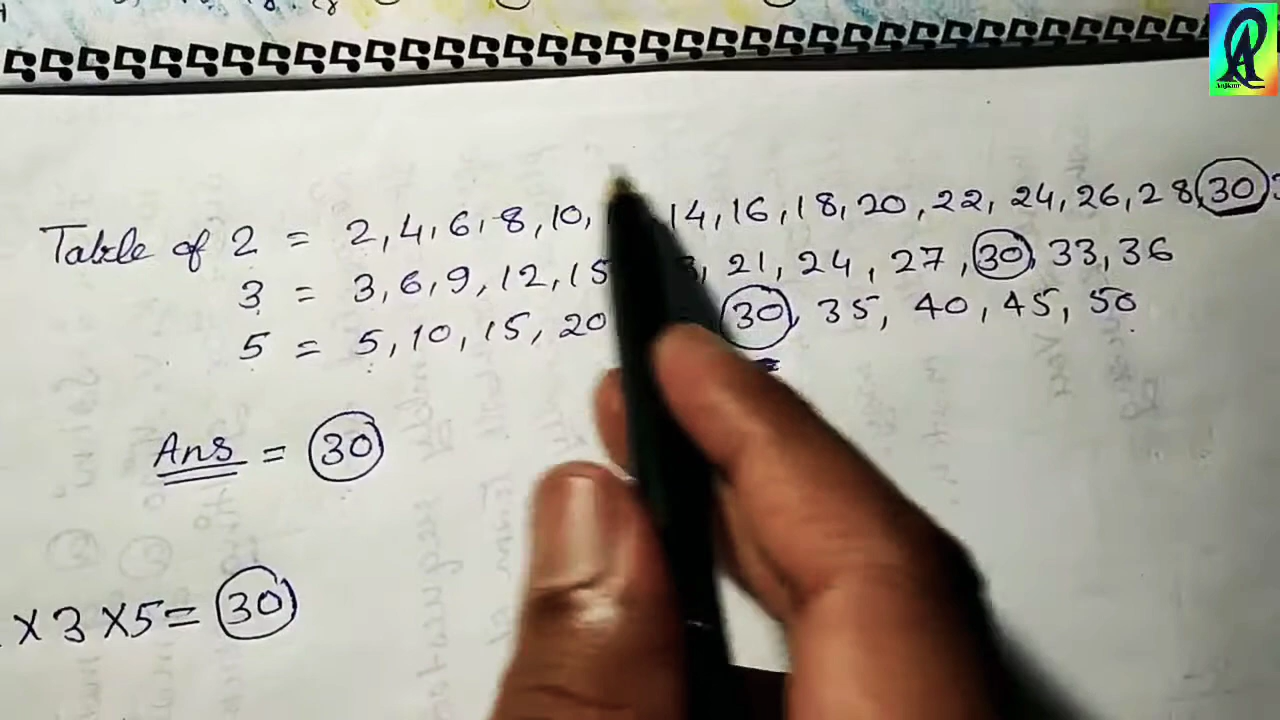 Table of 2 = 2, 4, 6, 8, 10, 14, 16, 18, 20, 22, 24, 26, 28, 30
3 = 3, 6, 9, 12, 15, 21, 24, 27, 30, 33, 36
5 = 5, 10, 15, 20, 30, 35, 40, 45, 50
Ans = 30
x 3 x 5 = 30